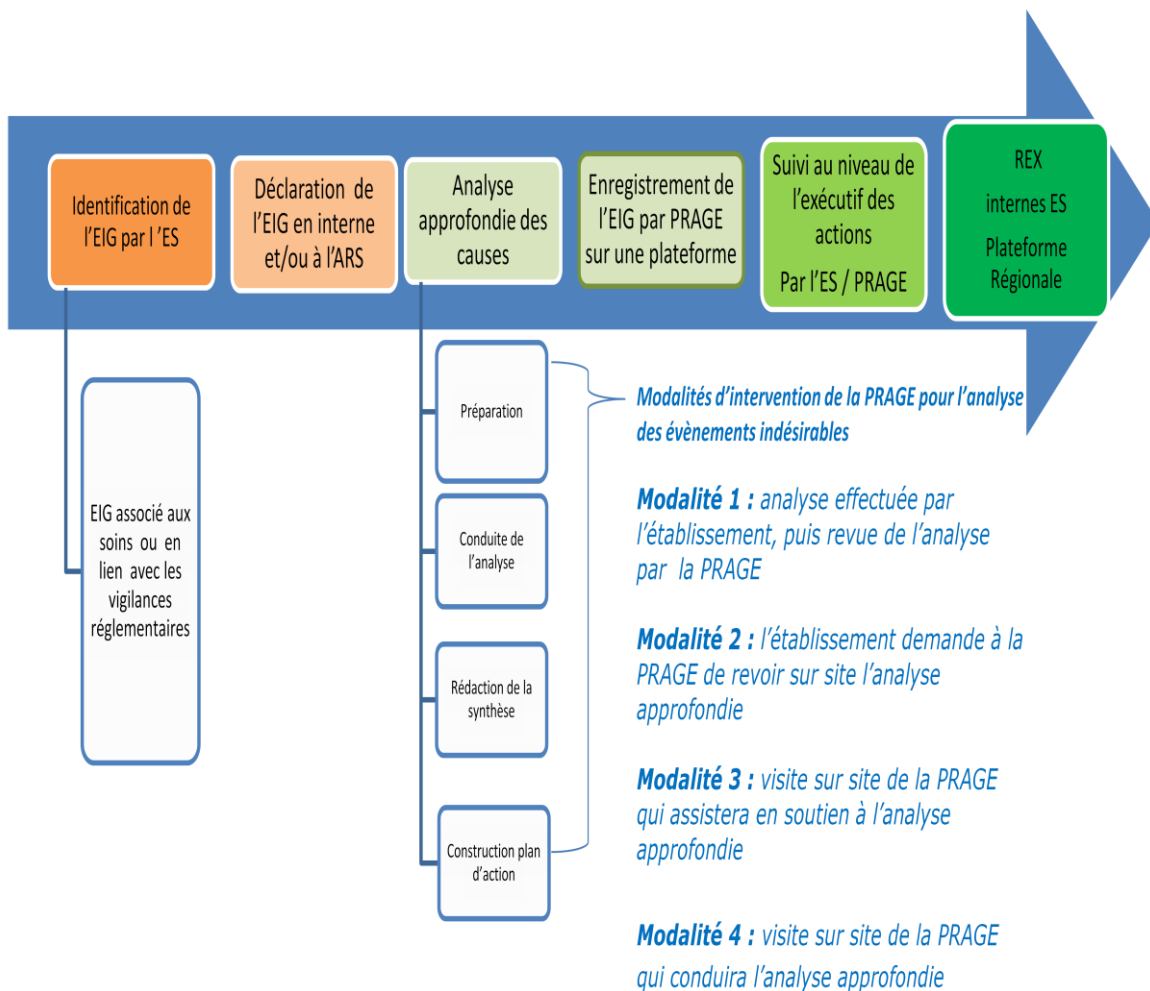 Identification de
l'EIG par l 'ES
Déclaration de
l'EIG en interne
et/ou à l'ARS
Analyse
approfondie des
causes
Enregistrement de
l'EIG par PRAGE
sur une plateforme
Suivi au niveau de
l'exécutif des
actions
Par l'ES / PRAGE
REX
internes ES
Plateforme
Régionale
EIG associé aux
soins ou en
lien avec les
vigilances
réglementaires
Préparation
Conduite de
l'analyse
Rédaction de la
synthèse
Construction plan
d'action
Modalités d'intervention de la PRAGE pour l'analyse
des évènements indésirables
Modalité 1 : analyse effectuée par
l'établissement, puis revue de l'analyse
par la PRAGE
Modalité 2 : l'établissement demande à la
PRAGE de revoir sur site l'analyse
approfondie
Modalité 3 : visite sur site de la PRAGE
qui assistera en soutien à l'analyse
approfondie
Modalité 4 : visite sur site de la PRAGE
qui conduira l'analyse approfondie